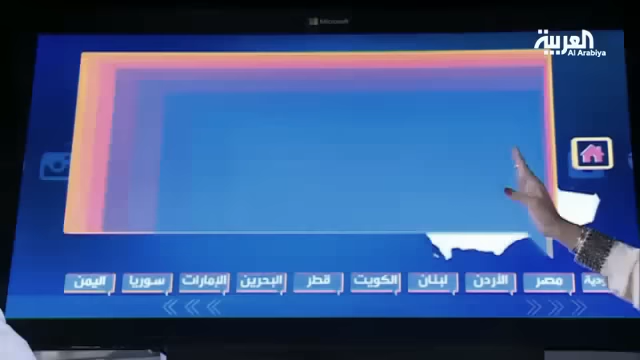 Microsoft
العربية
Al Arabiya
مصر
الأردن
لبنان
الكويت
قطر
البحرين
الإمارات
سوريا
اليمن